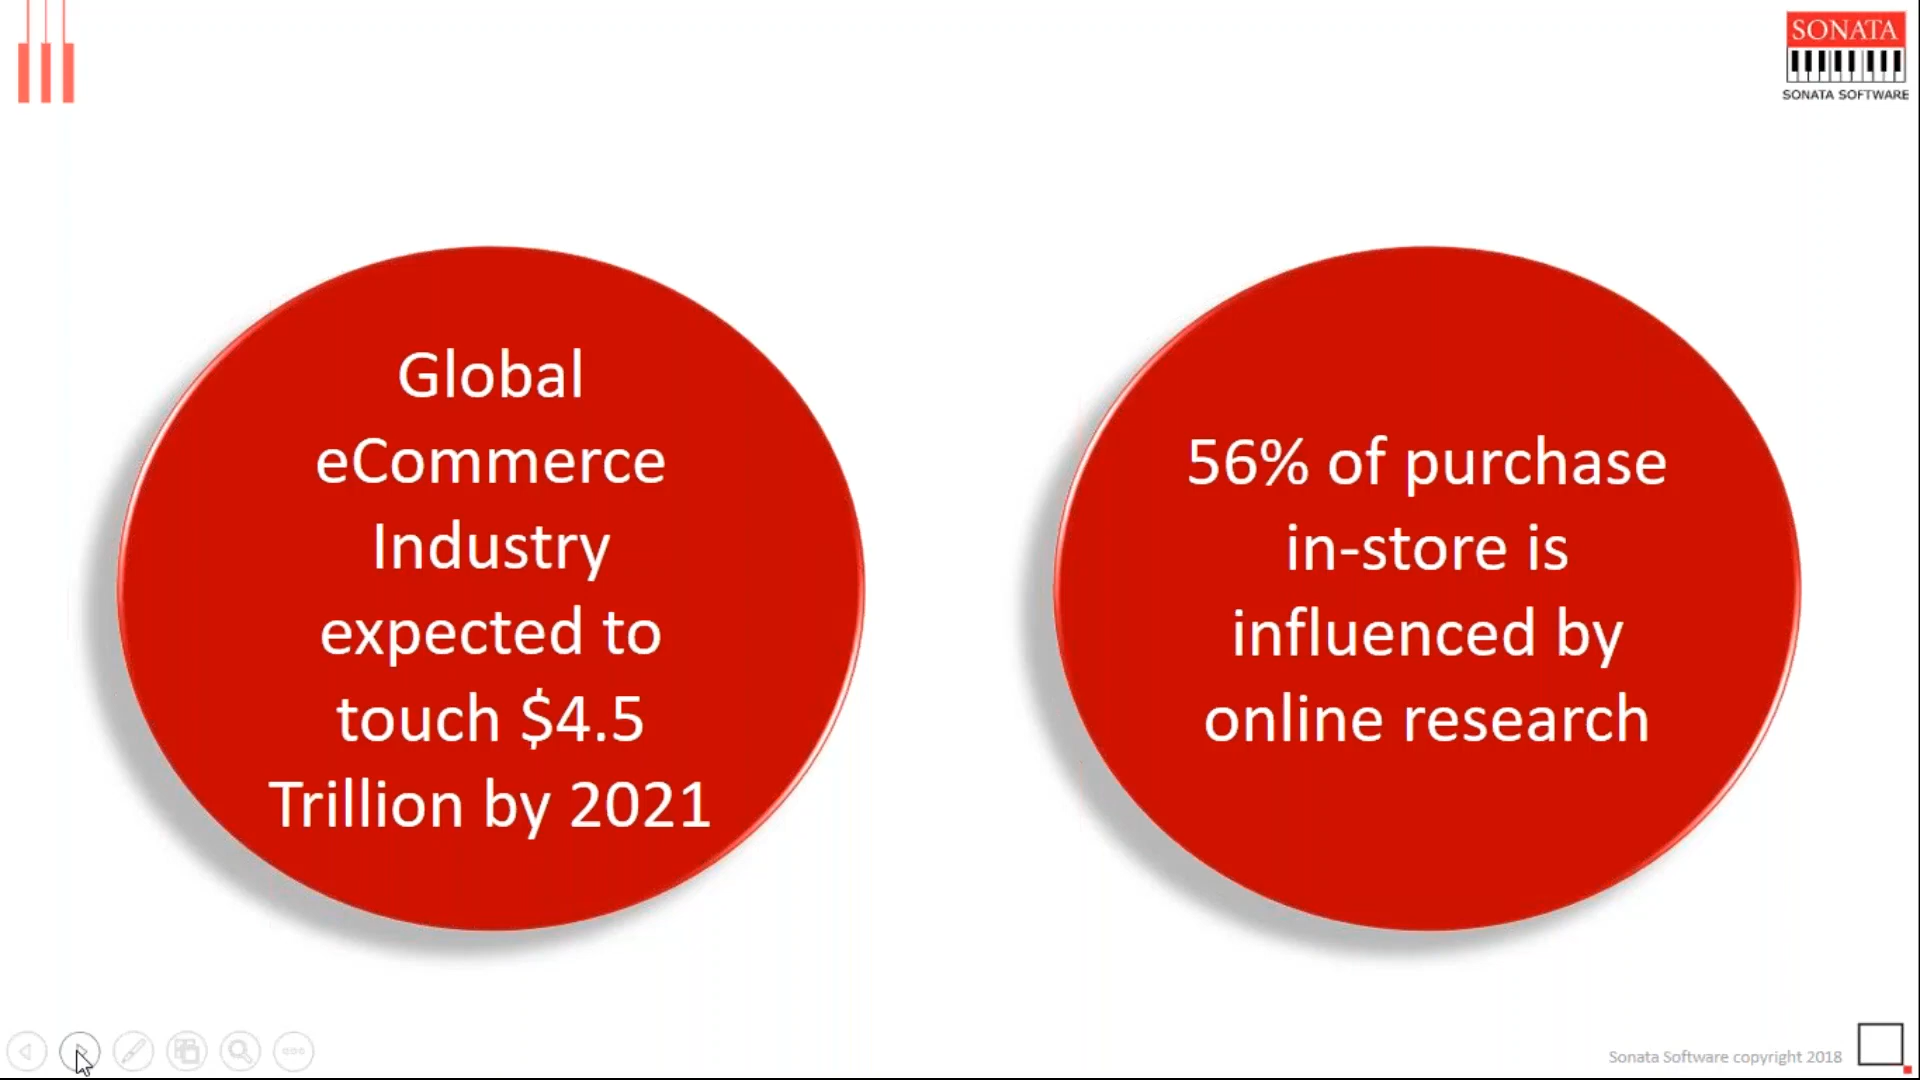 SONATA
SONATA SOFTWARE
Global
eCommerce
Industry
expected to
touch $4.5
Trillion by 2021
56% of purchase
in-store is
influenced by
online research
Sonata Software copyright 2018